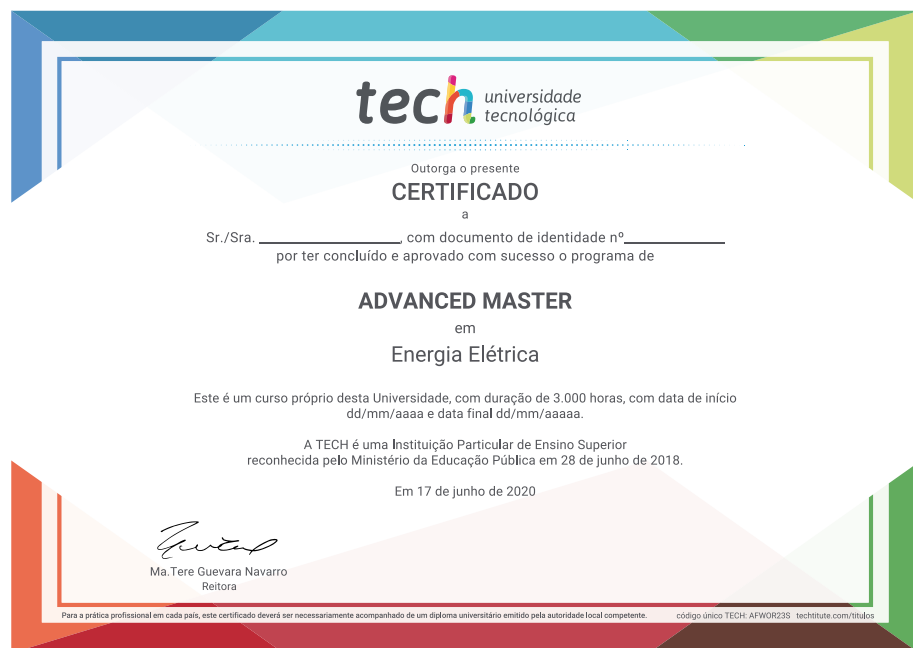 tech universidade
tecnológica
Outorga o presente
CERTIFICADO
a
Sr./Sra. ____________________, com documento de identidade nº______________
por ter concluído e aprovado com sucesso o programa de
ADVANCED MASTER
em
Energia Elétrica
Este é um curso próprio desta Universidade, com duração de 3.000 horas, com data de início
dd/mm/aaaa e data final dd/mm/aaaaa.
A TECH é uma Instituição Particular de Ensino Superior
reconhecida pelo Ministério da Educação Pública em 28 de junho de 2018.
Em 17 de junho de 2020
Ma.Tere Guevara Navarro
Reitora
Para a prática profissional em cada país, este certificado deverá ser necessariamente acompanhado de um diploma universitário emitido pela autoridade local competente. código único TECH: AFWOR23S techtitute.com/titulos